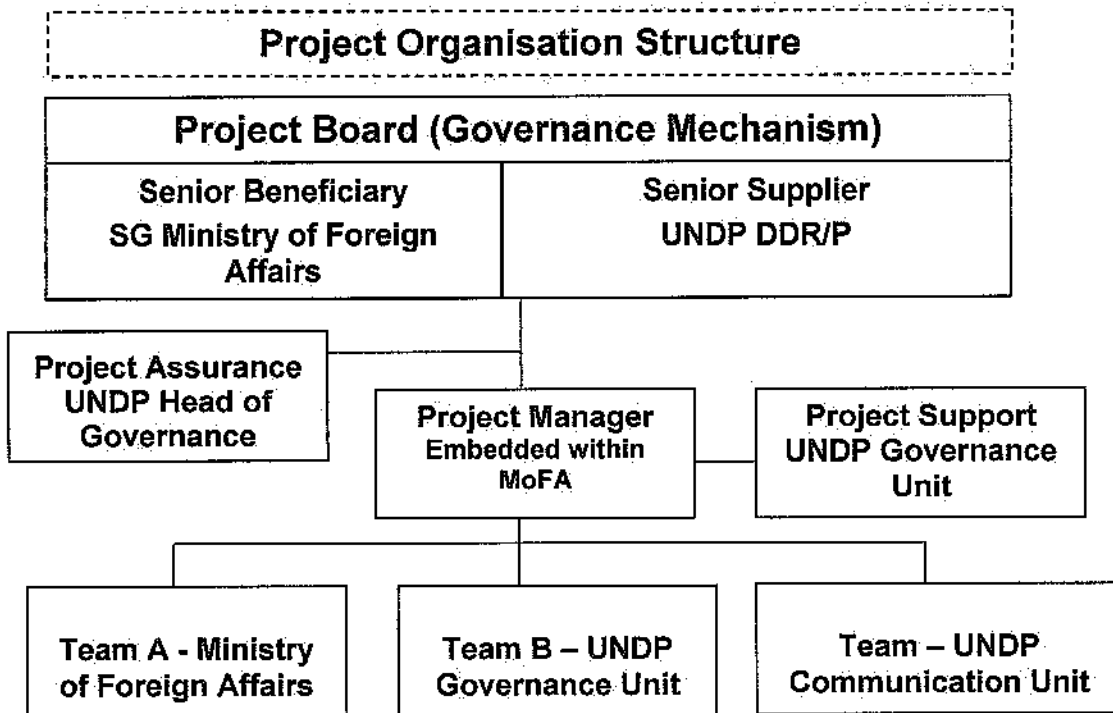 Project Organisation Structure
Project Board (Governance Mechanism)
Senior Beneficiary
SG Ministry of Foreign
Affairs
Senior Supplier
UNDP DDR/P
Project Assurance
UNDP Head of
Governance
Project Manager
Embedded within
MoFA
Project Support
UNDP Governance
Unit
Team A - Ministry
of Foreign Affairs
Team B – UNDP
Governance Unit
Team – UNDP
Communication Unit